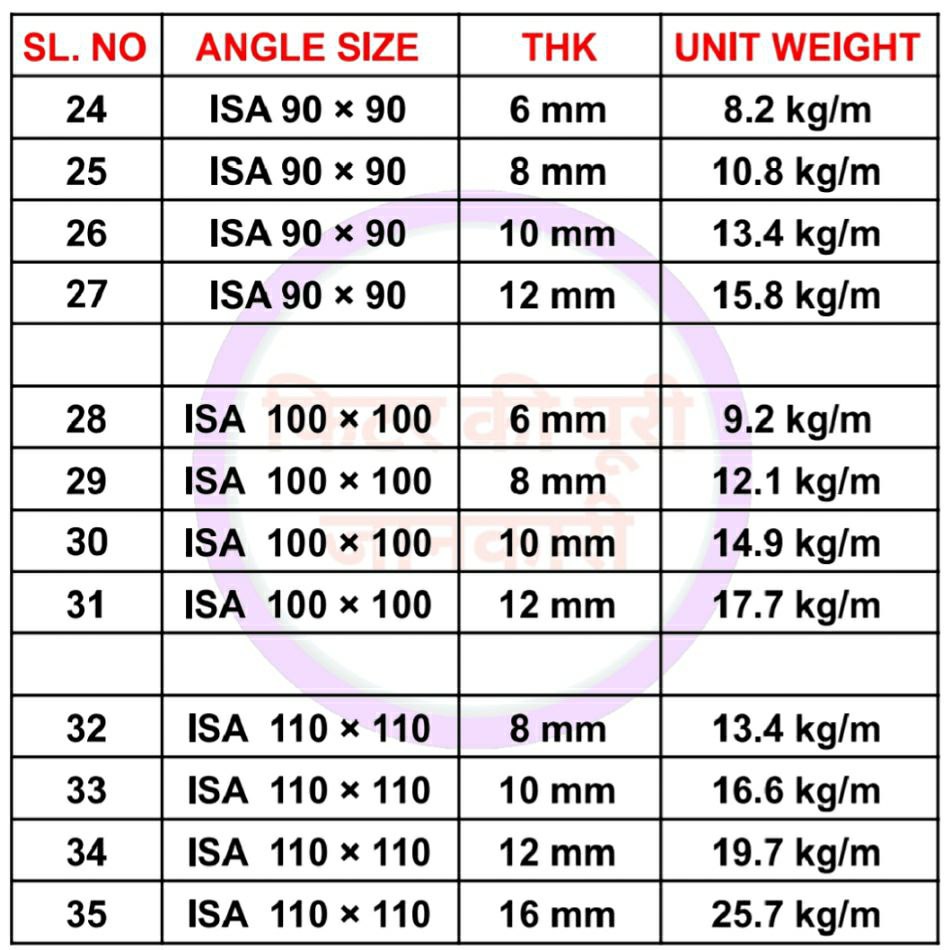 SL. NO ANGLE SIZE THK UNIT WEIGHT
24 ISA 90 × 90 6 mm 8.2 kg/m
25 ISA 90 × 90 8 mm 10.8 kg/m
26 ISA 90 × 90 10 mm 13.4 kg/m
27 ISA 90 × 90 12 mm 15.8 kg/m
28 ISA 100 × 100 6 mm 9.2 kg/m
29 ISA 100 × 100 8 mm 12.1 kg/m
30 ISA 100 × 100 10 mm 14.9 kg/m
31 ISA 100 × 100 12 mm 17.7 kg/m
32 ISA 110 × 110 8 mm 13.4 kg/m
33 ISA 110 × 110 10 mm 16.6 kg/m
34 ISA 110 × 110 12 mm 19.7 kg/m
35 ISA 110 × 110 16 mm 25.7 kg/m
फिटर की पूरी
जानकारी